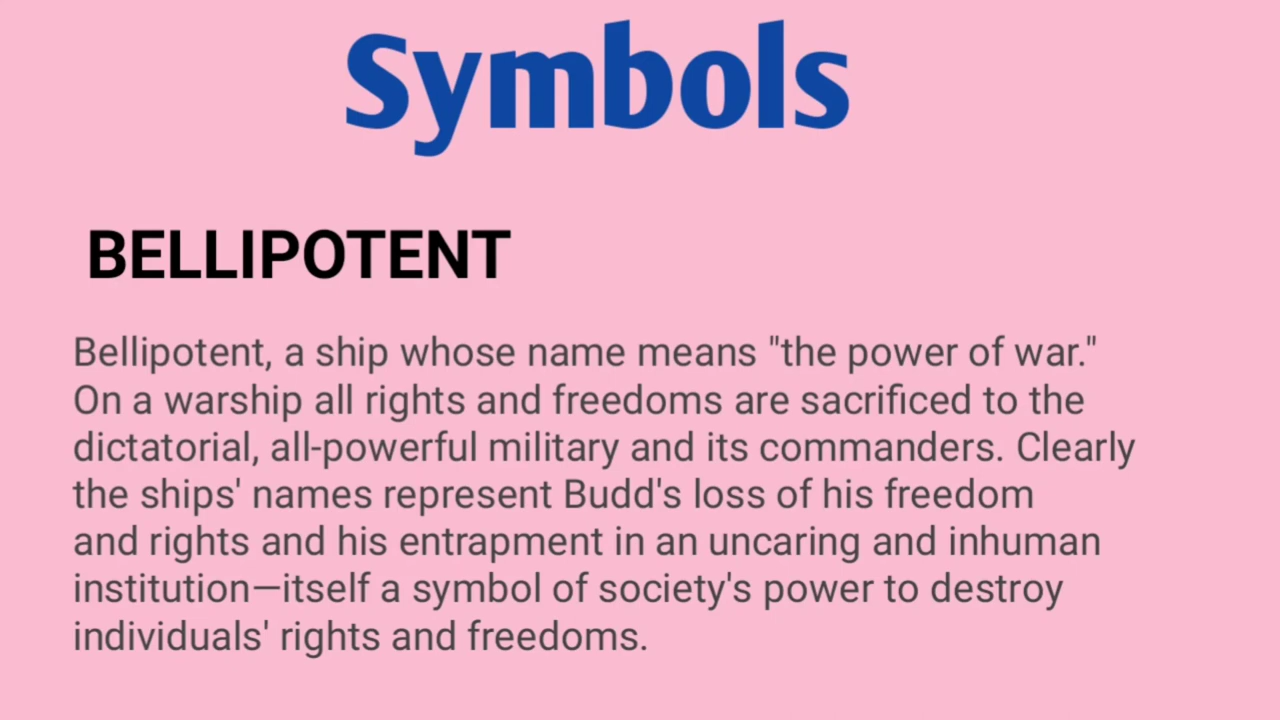 Symbols
BELLIPOTENT
Bellipotent, a ship whose name means "the power of war."
On a warship all rights and freedoms are sacrificed to the
dictatorial, all-powerful military and its commanders. Clearly
the ships' names represent Budd's loss of his freedom
and rights and his entrapment in an uncaring and inhuman
institution—itself a symbol of society's power to destroy
individuals' rights and freedoms.